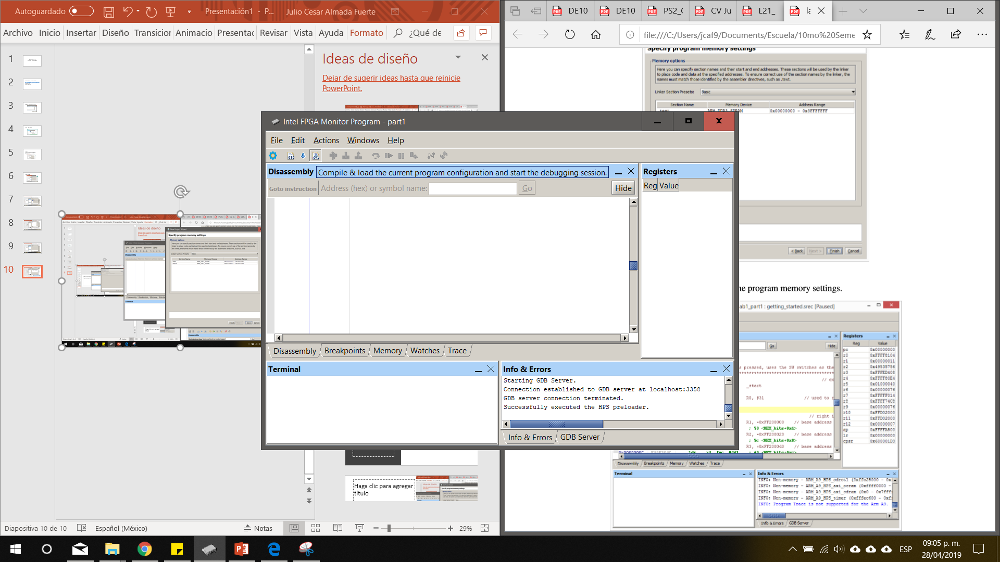 Autoguardado
Presentación1 - P...
Julio Cesar Almada Fuerte
Archivo Inicio Insertar Diseño Transicion Animacio Presentac Revisar Vista Ayuda Formato ¿Qué de
1
2
3
4
5
6
7
8
9
10
Ideas de diseño
Dejar de sugerir ideas hasta que reinicie
PowerPoint.
Haga clic para agregar
título
Diapositiva 10 de 10
Español (México)
Notas
29%
DE10
DE10
PS2_C
CV Ju
L21_
la
file:///C:/Users/jcaf9/Documents/Escuela/10mo%20Seme
Specify program memory settings
Memory options
Here you can specify section names and their start and end addresses. These sections will be used by the linker
to place code and data at the specified addresses. To ensure correct use of the section names by the linker, the
names must match those identified by the assembler directives, such as .text.
Linker Section Presets: Basic
Section Name Memory Device Address Range
.text ARM_DDR3_SDRAM 0x00000000 - 0x3FFFFFFF
< Back Next > Finish Cancel
he program memory settings.
Intel FPGA Monitor Program - part1
File Edit Actions Windows Help
Disassembly
Compile & load the current program configuration and start the debugging session.
Goto instruction Address (hex) or symbol name: Go Hide
Registers
Reg Value
Disassembly Breakpoints Memory Watches Trace
Terminal
Info & Errors
Starting GDB Server.
Connection established to GDB server at localhost:3358
GDB server connection terminated.
Successfully executed the HPS preloader.
Info & Errors GDB Server
ab1_part1 : getting_started.srec [Paused]
Go Hide
s pressed, uses the SW switches as the
// ex
_start
R0, #31 // used to r
// right i
R1, =0xFF200000 // base address
; 58 <HEX_bits+0x4>
R2, =0xFF200020 // base address
; 5c <HEX_bits+0x8>
R3, =0xFF200040 // base address
Registers
Reg Value
pc 0x00000000
r0 0xFFFF8104
r1 0x00000011
r2 0x49535756
r3 0xFFFED408
r4 0xFFFF80E4
r5 0x01000040
r6 0x00000076
r7 0xFFFFF014
r8 0xFFFF74C8
r9 0x00000076
r10 0xFFD02000
r11 0xFFD02000
r12 0x00000007
sp 0xFFFFA500
lr 0x00000000
cpsr 0x600001D3
Disassembly Breakpoints Memory Watches Trace
Terminal
Info & Errors
INFO: Non-memory - ARM_A9_HPS_sdrctl (0xffc25000 - 0x
INFO: Non-memory - ARM_A9_HPS_axi_ocram (0xffff0000 -
INFO: Non-memory - ARM_A9_HPS_axi_sdram (0x0 - 0x7fff
INFO: Non-memory - ARM_A9_HPS_timer (0xfffec600 - 0xf
INFO: Program Trace is not supported for the Arm A9.
Info & Errors GDB Server
ESP
09:05 p. m.
28/04/2019